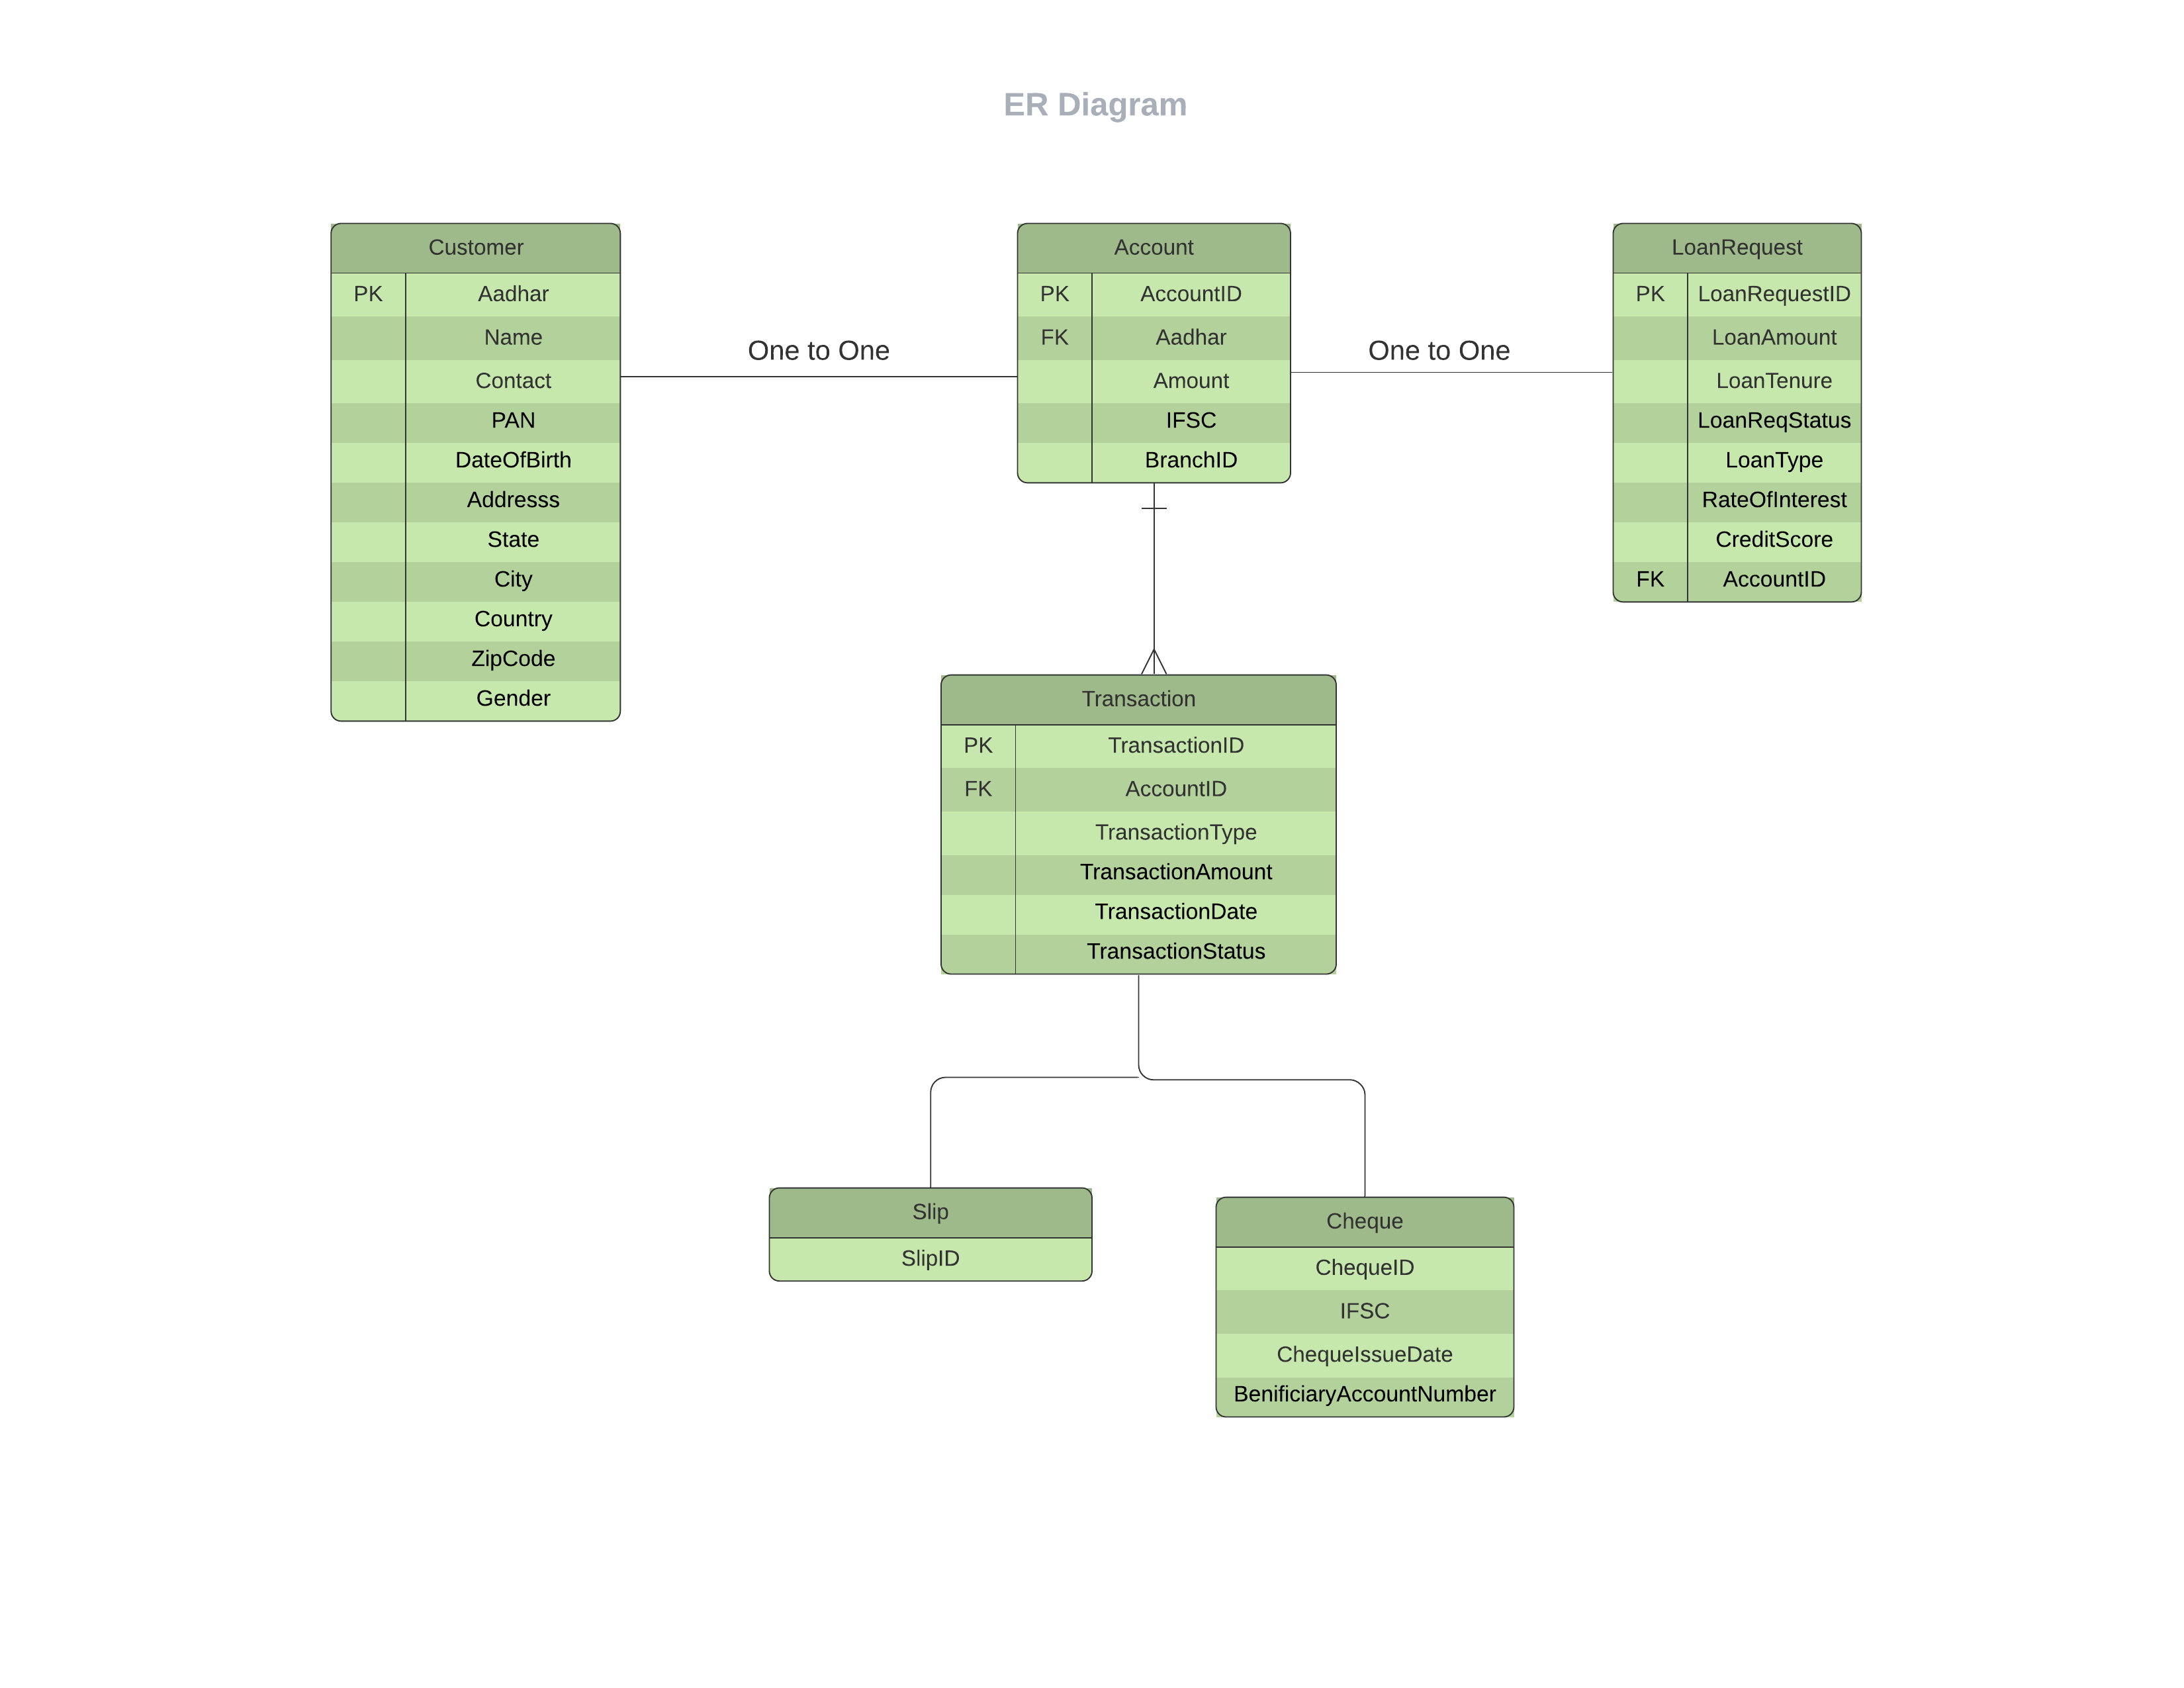 ER Diagram
Customer
PK Aadhar
Name
Contact
PAN
DateOfBirth
Addresss
State
City
Country
ZipCode
Gender
One to One
Account
PK AccountID
FK Aadhar
Amount
IFSC
BranchID
One to One
LoanRequest
PK LoanRequestID
LoanAmount
LoanTenure
LoanReqStatus
LoanType
RateOfInterest
CreditScore
FK AccountID
Transaction
PK TransactionID
FK AccountID
TransactionType
TransactionAmount
TransactionDate
TransactionStatus
Slip
SlipID
Cheque
ChequeID
IFSC
ChequeIssueDate
BenificiaryAccountNumber